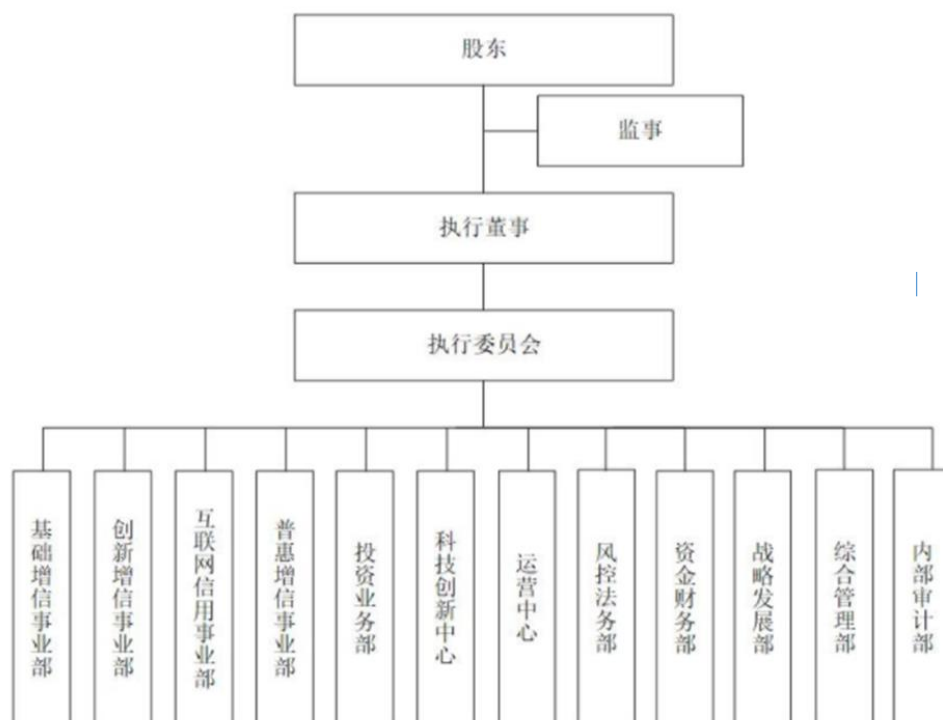 股东
监事
执行董事
执行委员会
基础增信事业部
创新增信事业部
互联网信用事业部
普惠增信事业部
投资业务部
科技创新中心
运营中心
风控法务部
资金财务部
战略发展部
综合管理部
内部审计部